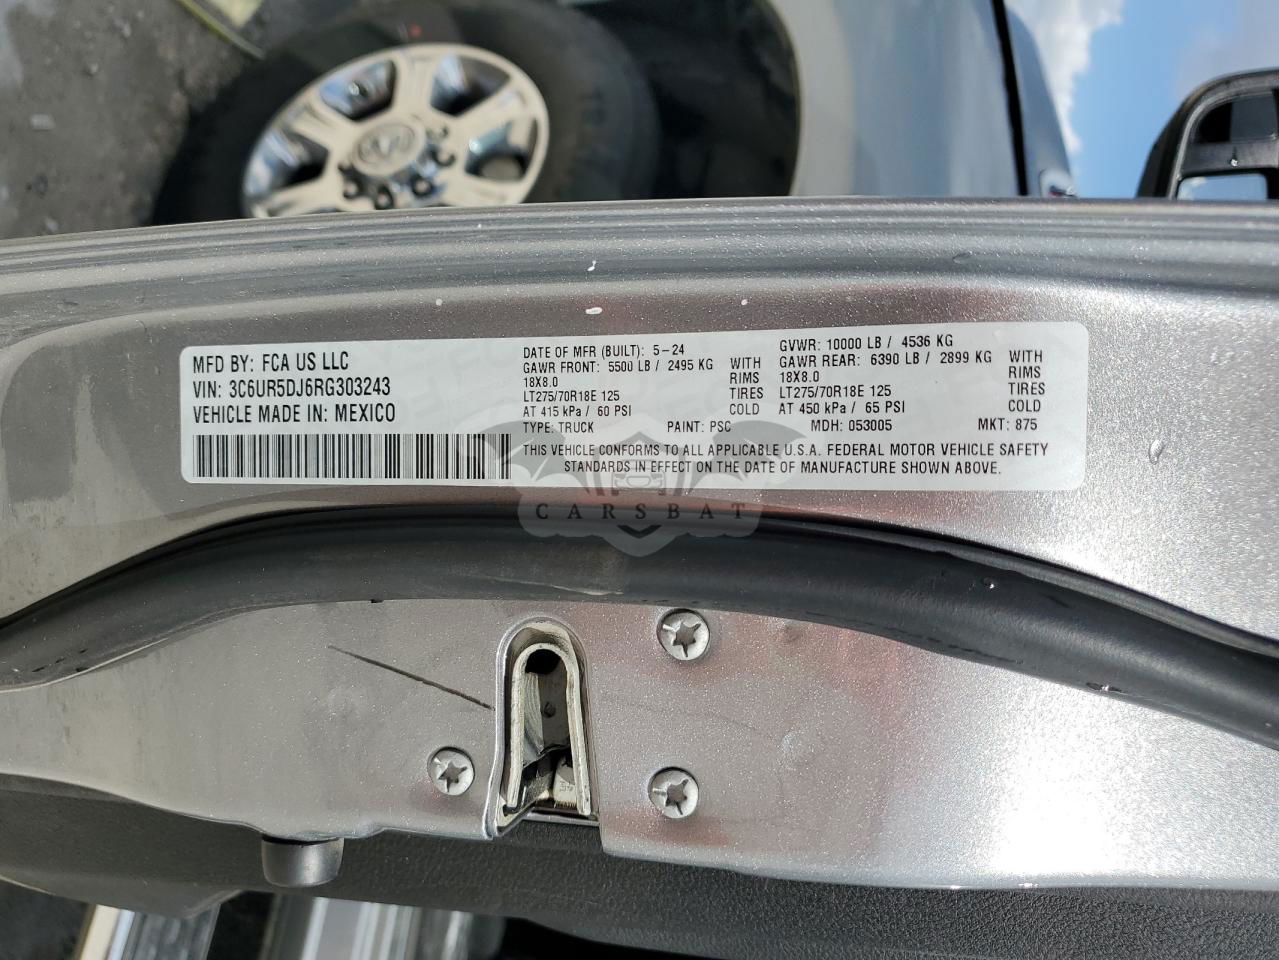 MFD BY: FCA US LLC
VIN: 3C6UR5DJ6RG303243
VEHICLE MADE IN: MEXICO
DATE OF MFR (BUILT): 5-24
GAWR FRONT: 5500 LB / 2495 KG WITH
18X8.0 RIMS
LT275/70R18E 125 TIRES
AT 415 kPa / 60 PSI COLD
GVWR: 10000 LB / 4536 KG
GAWR REAR: 6390 LB / 2899 KG WITH
18X8.0 RIMS
LT275/70R18E 125 TIRES
AT 450 kPa / 65 PSI COLD
TYPE: TRUCK PAINT: PSC MDH: 053005 MKT: 875
THIS VEHICLE CONFORMS TO ALL APPLICABLE U.S.A. FEDERAL MOTOR VEHICLE SAFETY
STANDARDS IN EFFECT ON THE DATE OF MANUFACTURE SHOWN ABOVE.
CARSBAT